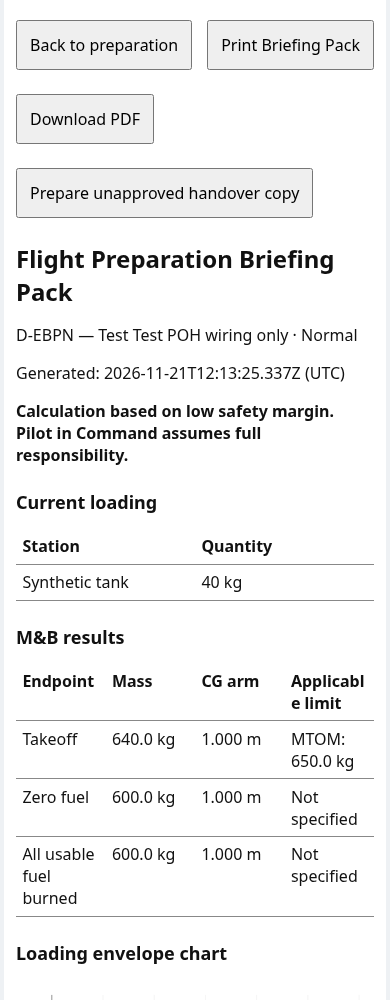 Back to preparation
Print Briefing Pack
Download PDF
Prepare unapproved handover copy
Flight Preparation Briefing
Pack
D-EBPN — Test Test POH wiring only · Normal
Generated: 2026-11-21T12:13:25.337Z (UTC)
Calculation based on low safety margin.
Pilot in Command assumes full
responsibility.
Current loading
Station Quantity
Synthetic tank 40 kg
M&B results
Endpoint Mass CG arm Applicabl
e limit
Takeoff 640.0 kg 1.000 m MTOM:
650.0 kg
Zero fuel 600.0 kg 1.000 m Not
specified
All usable 600.0 kg 1.000 m Not
fuel specified
burned
Loading envelope chart